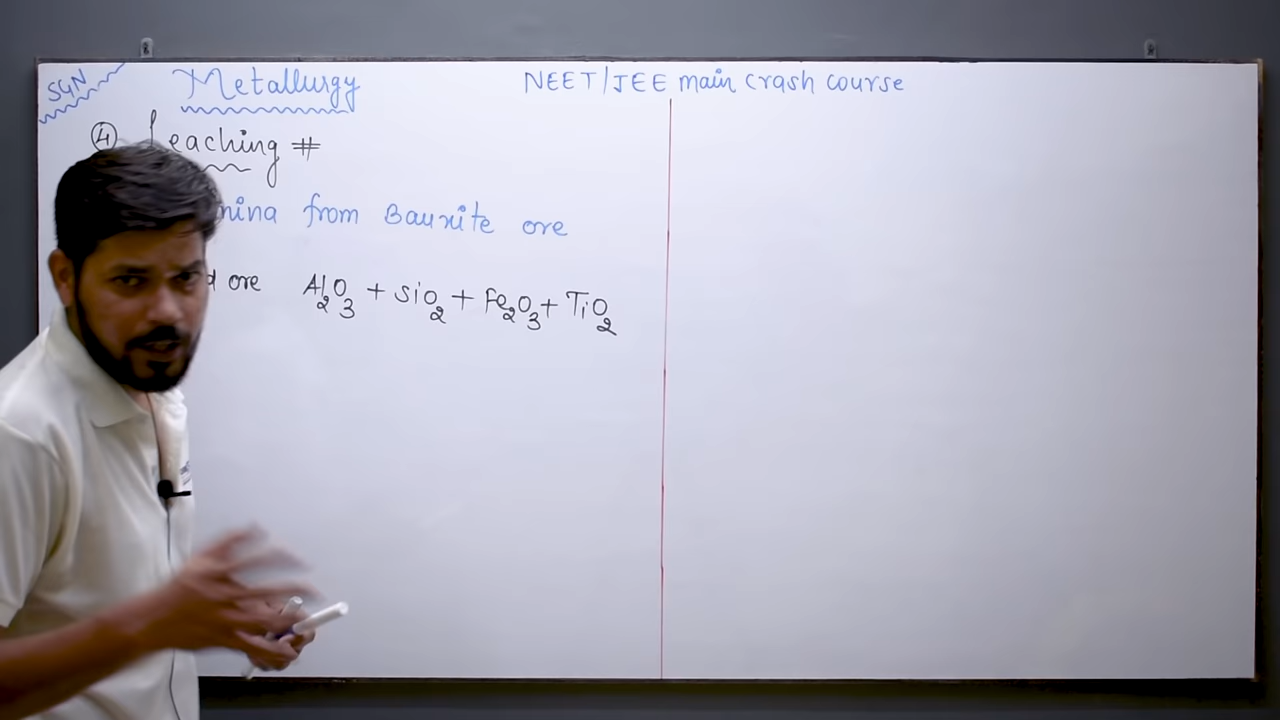 SGN
Metallurgy
NEET/JEE main crash course
④ Leaching #
from Bauxite ore
ore Al₂O₃ + SiO₂ + Fe₂O₃ + TiO₂